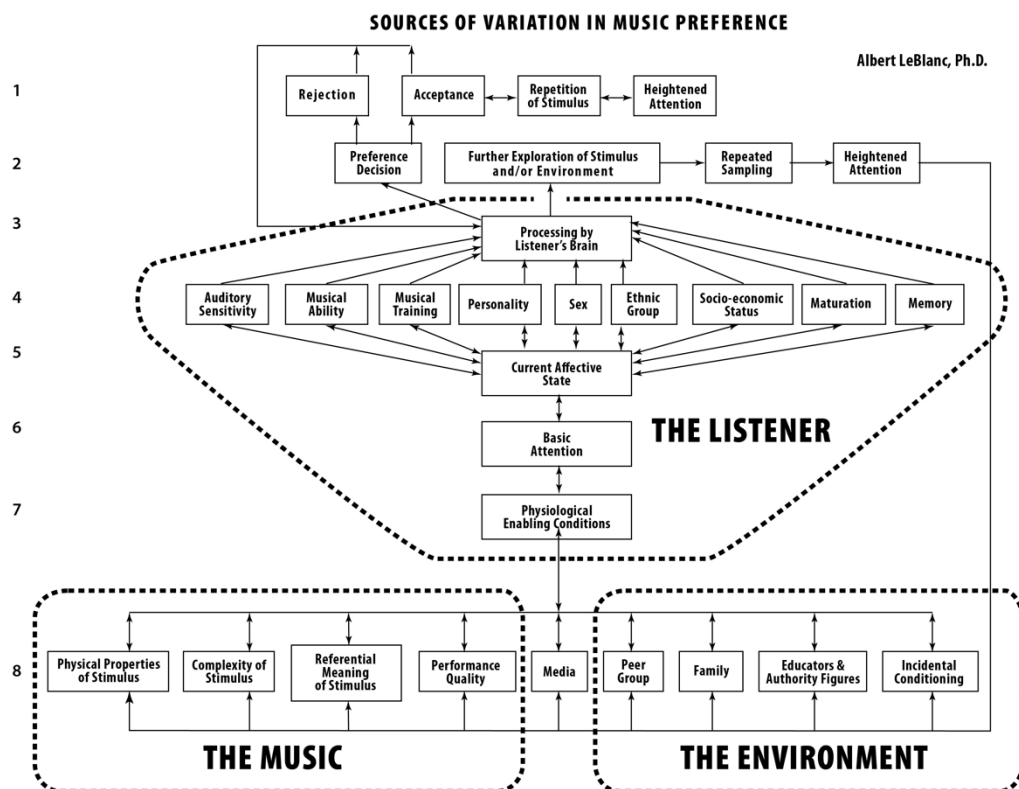 SOURCES OF VARIATION IN MUSIC PREFERENCE
Albert LeBlanc, Ph.D.
1
Rejection
Acceptance
Repetition
of Stimulus
Heightened
Attention
2
Preference
Decision
Further Exploration of Stimulus
and/or Environment
Repeated
Sampling
Heightened
Attention
3
Processing by
Listener's Brain
4
Auditory
Sensitivity
Musical
Ability
Musical
Training
Personality
Sex
Ethnic
Group
Socio-economic
Status
Maturation
Memory
5
Current Affective
State
6
Basic
Attention
THE LISTENER
7
Physiological
Enabling Conditions
8
Physical Properties
of Stimulus
Complexity of
Stimulus
Referential
Meaning
of Stimulus
Performance
Quality
Media
Peer
Group
Family
Educators &
Authority Figures
Incidental
Conditioning
THE MUSIC
THE ENVIRONMENT